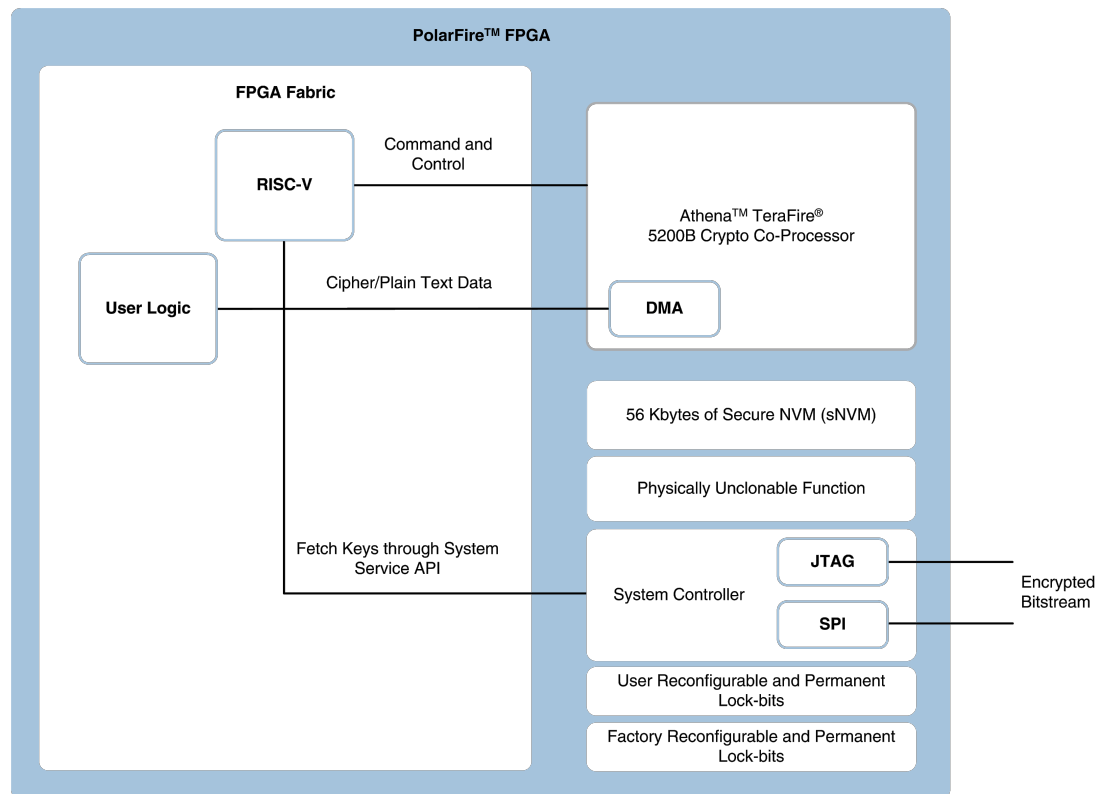 PolarFire™ FPGA
FPGA Fabric
RISC-V
Command and
Control
Athena™ TeraFire®
5200B Crypto Co-Processor
User Logic
Cipher/Plain Text Data
DMA
56 Kbytes of Secure NVM (sNVM)
Physically Unclonable Function
Fetch Keys through System
Service API
System Controller
JTAG
SPI
Encrypted
Bitstream
User Reconfigurable and Permanent
Lock-bits
Factory Reconfigurable and Permanent
Lock-bits